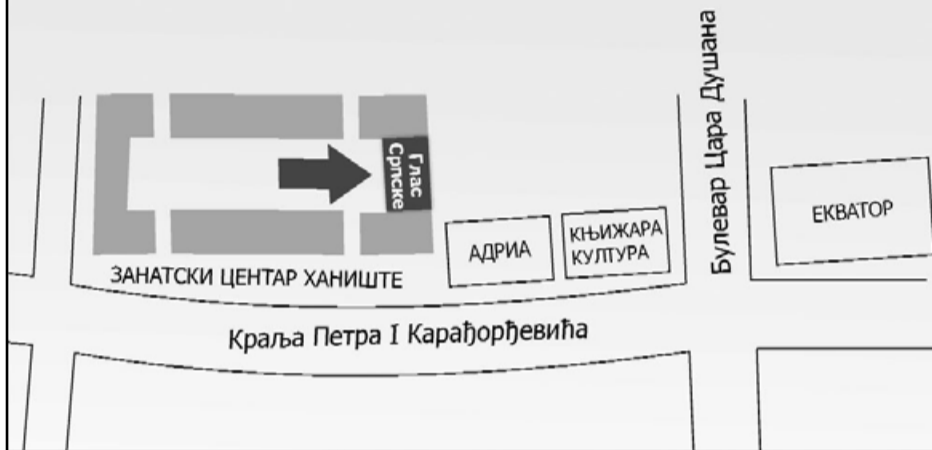 Булевар Цара Душана
Глас
Српске
ЕКВАТОР
КЊИЖАРА
КУЛТУРА
АДРИА
ЗАНАТСКИ ЦЕНТАР ХАНИШТЕ
Краља Петра I Карађорђевића